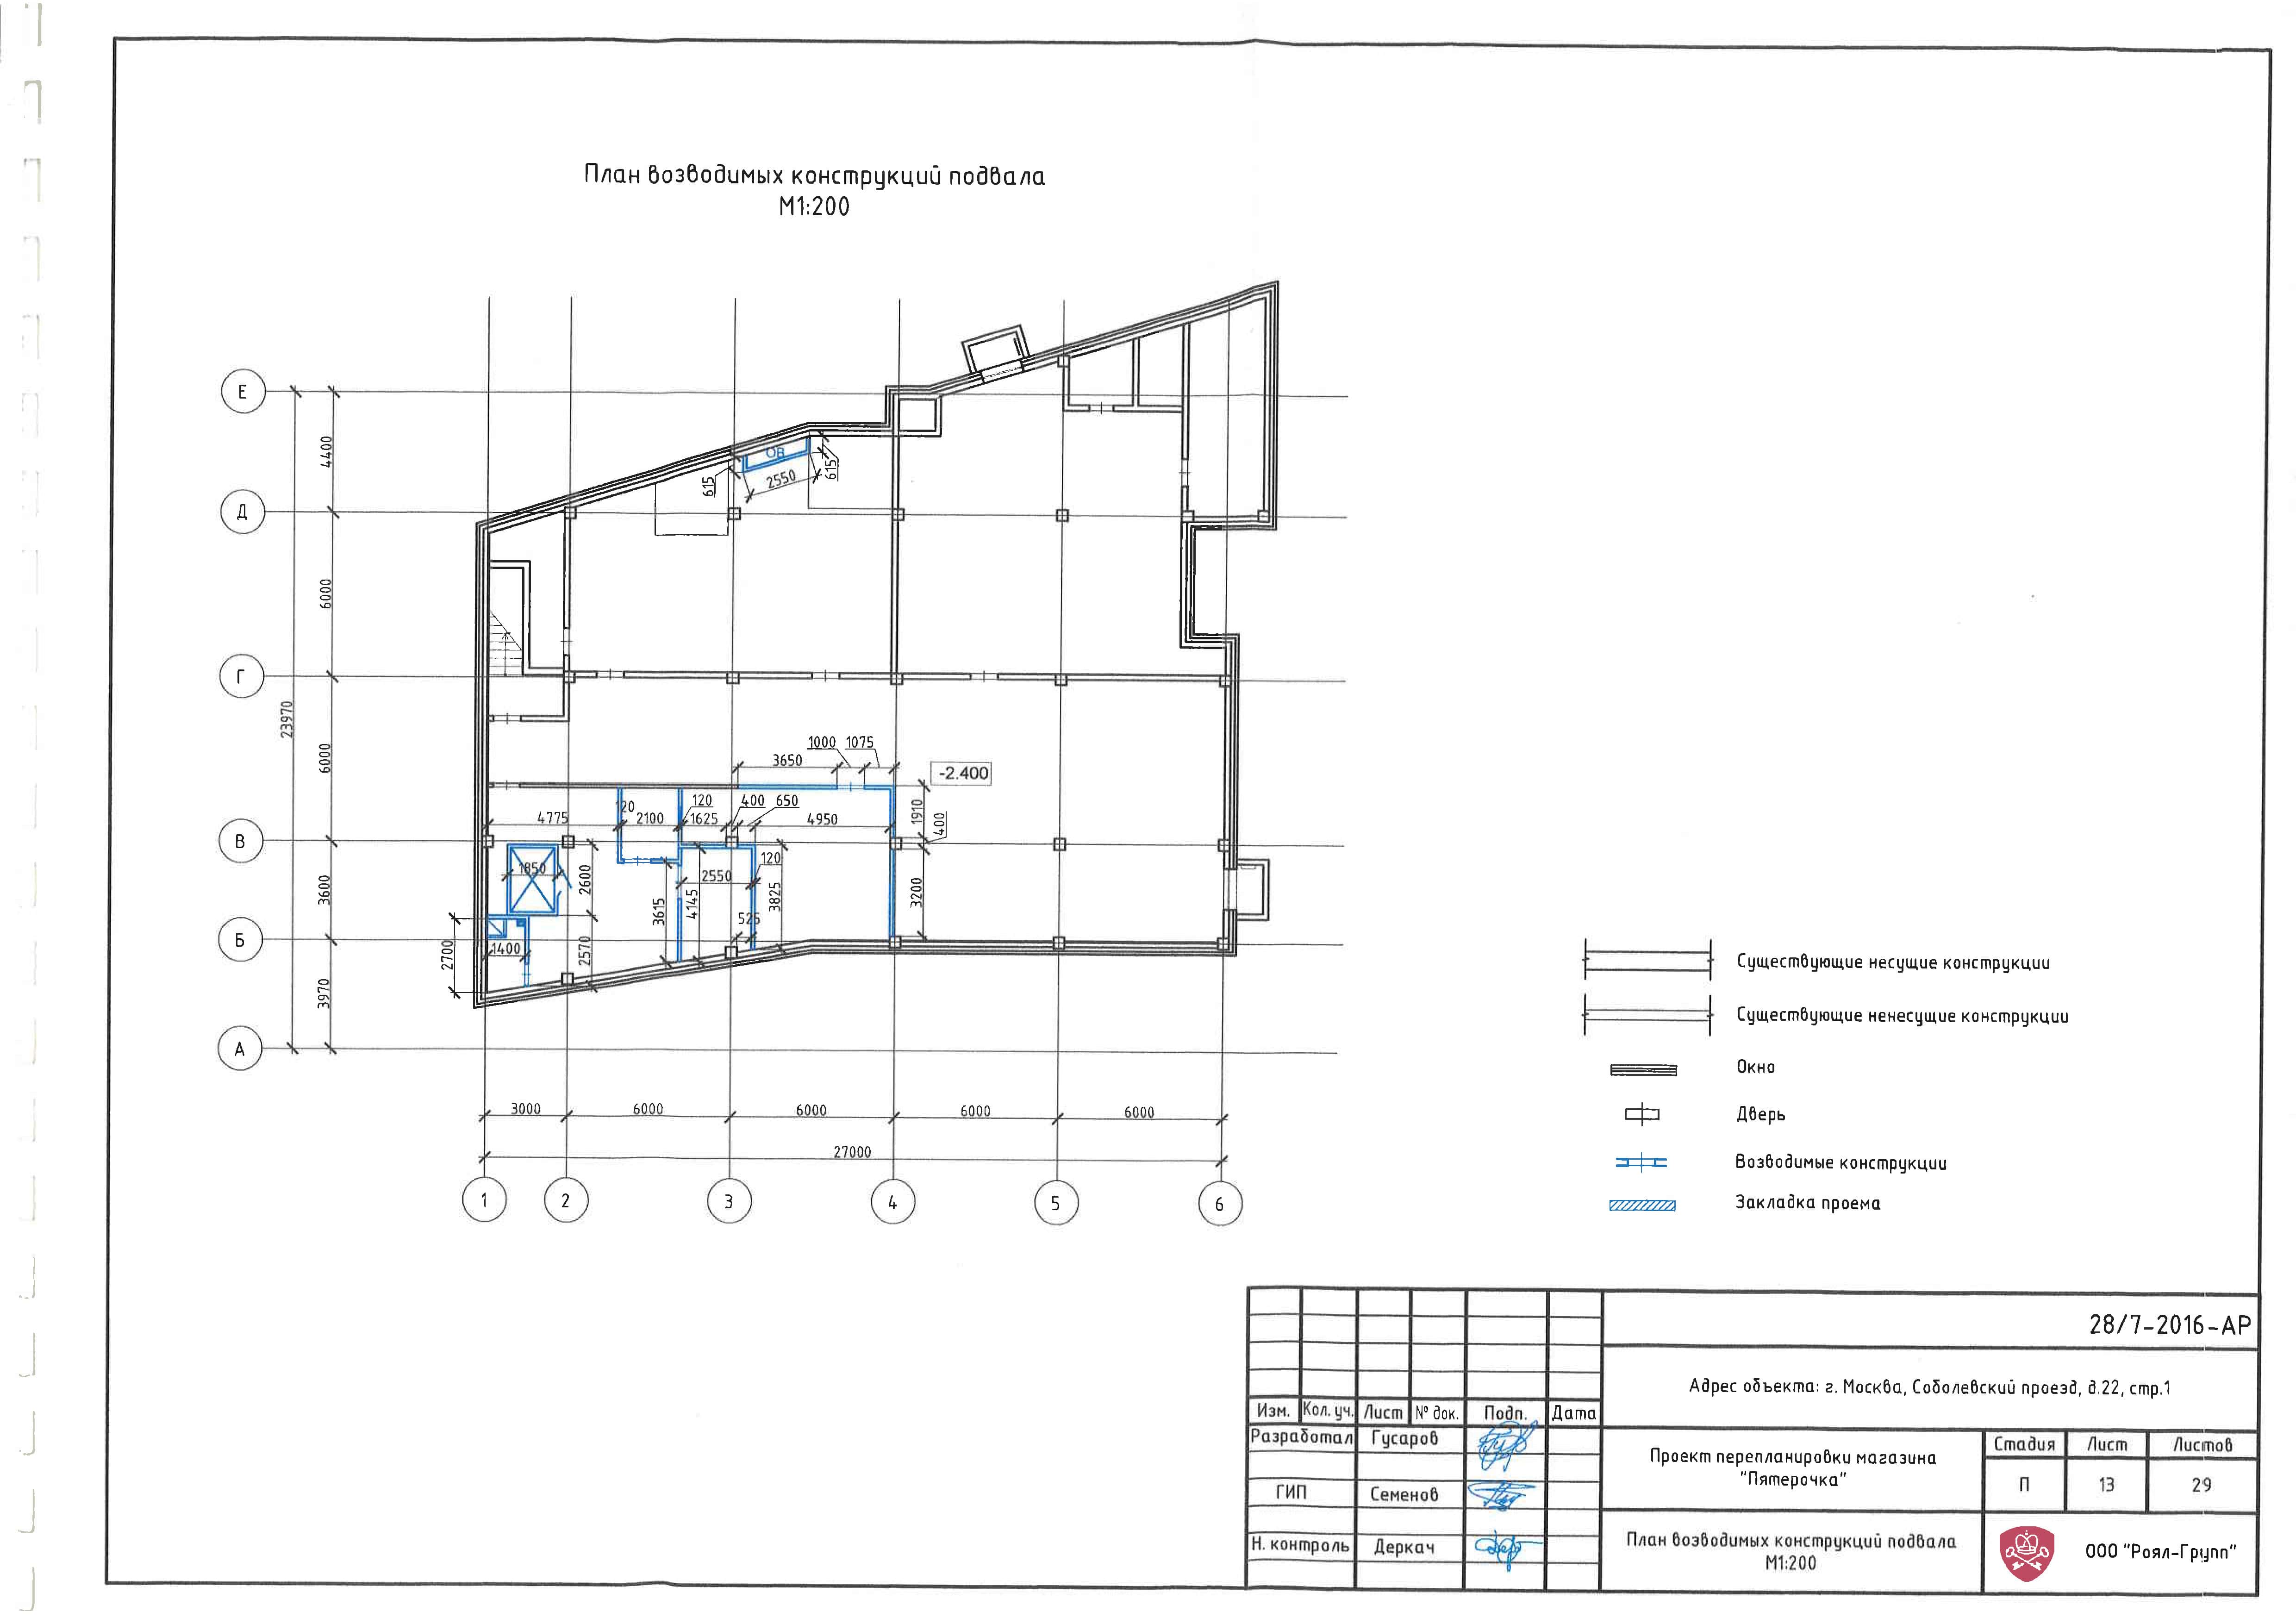 План возводимых конструкций подвала
М1:200
Е
Д
Г
В
Б
А
4400
6000
6000
3600
3970
23970
ОВ
615
2550
615
1000
1075
3650
-2.400
120
4775
2100
120
1625
400
650
4950
1910
400
1850
2600
2550
120
3615
4145
3825
3200
525
2700
1400
2570
3000
6000
6000
6000
6000
27000
1
2
3
4
5
6
Существующие несущие конструкции
Существующие ненесущие конструкции
Окно
Дверь
Возводимые конструкции
Закладка проема
28/7-2016-АР
Адрес объекта: г. Москва, Соболевский проезд, д.22, стр.1
Изм. Кол. уч. Лист № док. Подп. Дата
Разработал Гусаров
ГИП Семенов
Н. контроль Деркач
Проект перепланировки магазина
"Пятерочка"
Стадия Лист Листов
П 13 29
План возводимых конструкций подвала
М1:200
ООО "Роял-Групп"